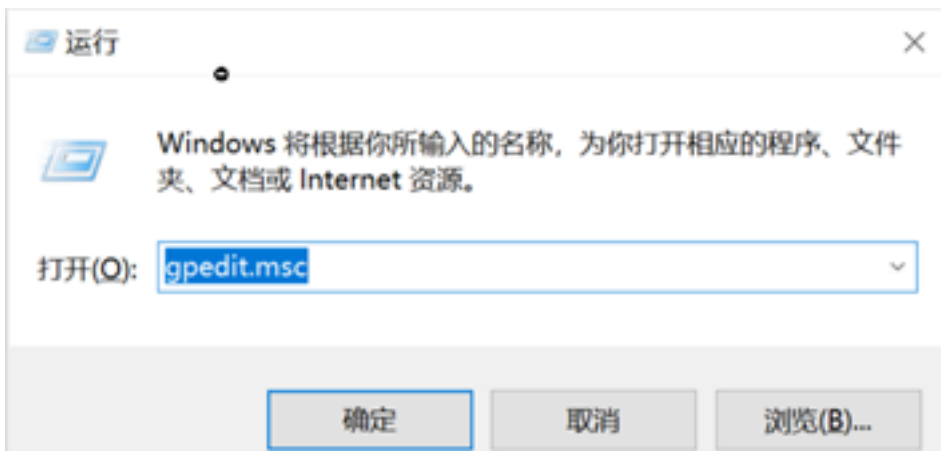 运行
Windows 将根据你所输入的名称，为你打开相应的程序、文件
夹、文档或 Internet 资源。
打开(O): gpedit.msc
确定 取消 浏览(B)...